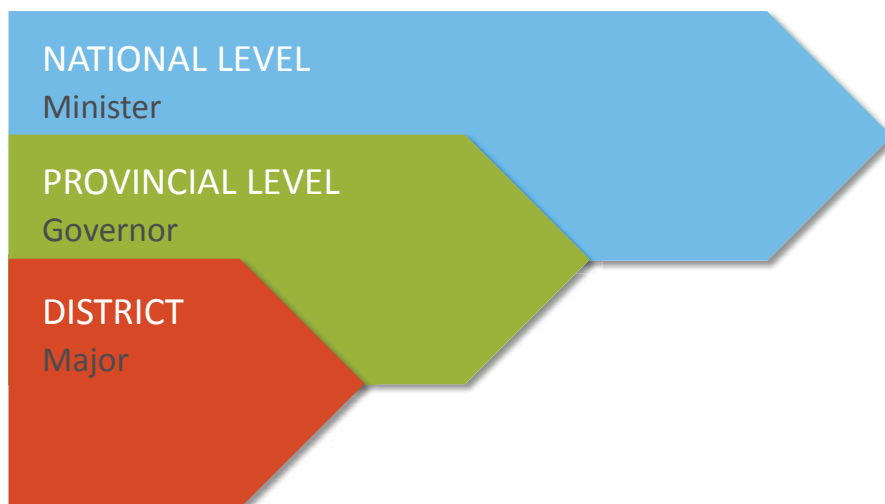 NATIONAL LEVEL
Minister
PROVINCIAL LEVEL
Governor
DISTRICT
Major